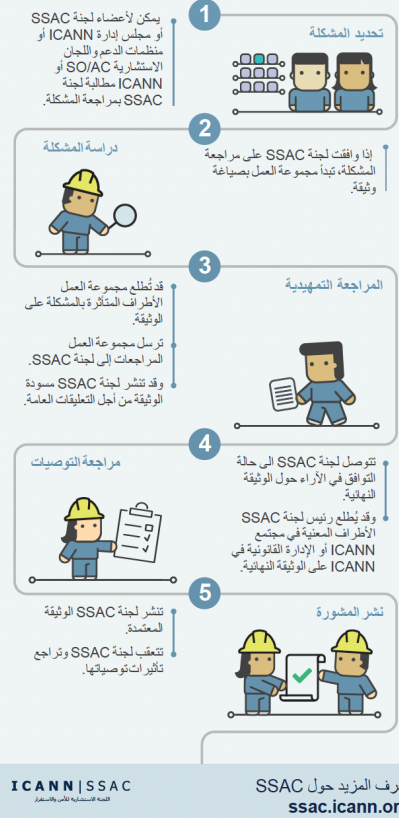 1
تحديد المشكلة
يمكن لأعضاء لجنة SSAC
أو مجلس إدارة ICANN أو
منظمات الدعم واللجان
الاستشارية SO/AC أو
ICANN مطالبة لجنة
SSAC بمراجعة المشكلة.
2
دراسة المشكلة
إذا وافقت لجنة SSAC على مراجعة
المشكلة، تبدأ مجموعة العمل بصياغة
وثيقة.
3
المراجعة التمهيدية
قد تُطلع مجموعة العمل
الأطراف المتأثرة بالمشكلة على
الوثيقة.
ترسل مجموعة العمل
المراجعات إلى لجنة SSAC.
وقد تنشر لجنة SSAC مسودة
الوثيقة من أجل التعليقات العامة.
4
مراجعة التوصيات
تتوصل لجنة SSAC الى حالة
التوافق في الآراء حول الوثيقة
النهائية.
وقد يُطلع رئيس لجنة SSAC
الأطراف المعنية في مجتمع
ICANN أو الإدارة القانونية في
ICANN على الوثيقة النهائية.
5
نشر المشورة
تنشر لجنة SSAC الوثيقة
المعتمدة.
تتعقب لجنة SSAC وتراجع
تأثيرات توصياتها.
رف المزيد حول SSAC
ssac.icann.or
ICANN|SSAC
اللجنة الاستشارية للأمن والاستقرار